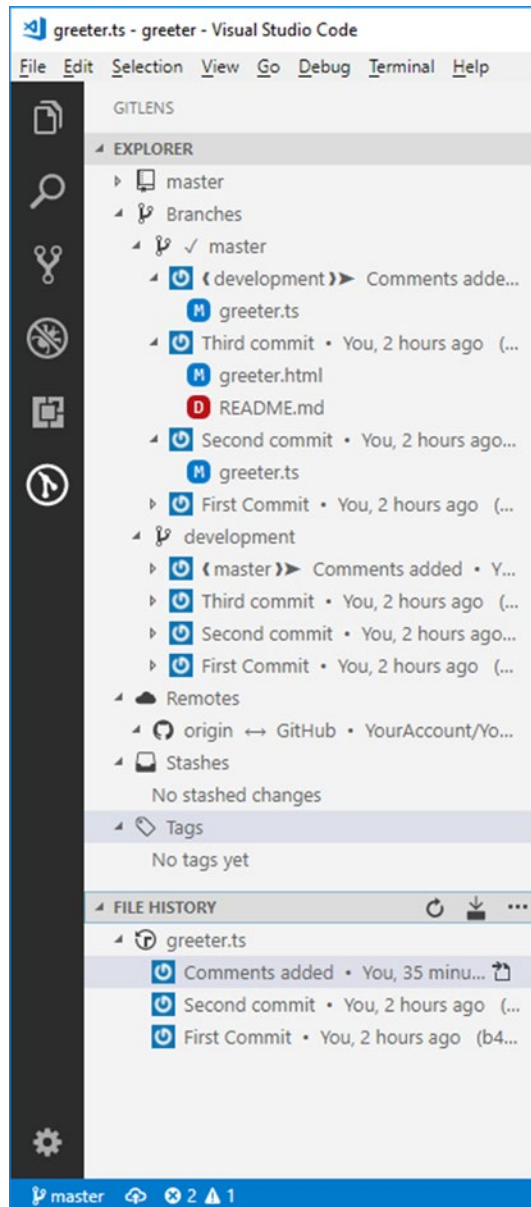 greeter.ts - greeter - Visual Studio Code
File Edit Selection View Go Debug Terminal Help
GITLENS
EXPLORER
master
Branches
✓ master
❨development❩➤ Comments adde...
M greeter.ts
Third commit • You, 2 hours ago (...
M greeter.html
D README.md
Second commit • You, 2 hours ago...
M greeter.ts
First Commit • You, 2 hours ago (...
development
❨master❩➤ Comments added • Y...
Third commit • You, 2 hours ago (...
Second commit • You, 2 hours ago...
First Commit • You, 2 hours ago (...
Remotes
origin ↔ GitHub • YourAccount/Yo...
Stashes
No stashed changes
Tags
No tags yet
FILE HISTORY
greeter.ts
Comments added • You, 35 minu...
Second commit • You, 2 hours ago (...
First Commit • You, 2 hours ago (b4...
master 2 1